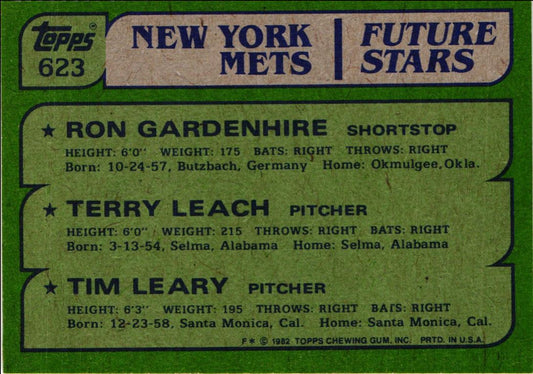 topps
623
NEW YORK METS
FUTURE STARS
★ RON GARDENHIRE SHORTSTOP
HEIGHT: 6'0" WEIGHT: 175 BATS: RIGHT THROWS: RIGHT
Born: 10-24-57, Butzbach, Germany Home: Okmulgee, Okla.
★ TERRY LEACH PITCHER
HEIGHT: 6'0" WEIGHT: 215 THROWS: RIGHT BATS: RIGHT
Born: 3-13-54, Selma, Alabama Home: Selma, Alabama
★ TIM LEARY PITCHER
HEIGHT: 6'3" WEIGHT: 195 THROWS: RIGHT BATS: RIGHT
Born: 12-23-58, Santa Monica, Cal. Home: Santa Monica, Cal.
F* © 1982 TOPPS CHEWING GUM, INC. PRTD. IN U.S.A.